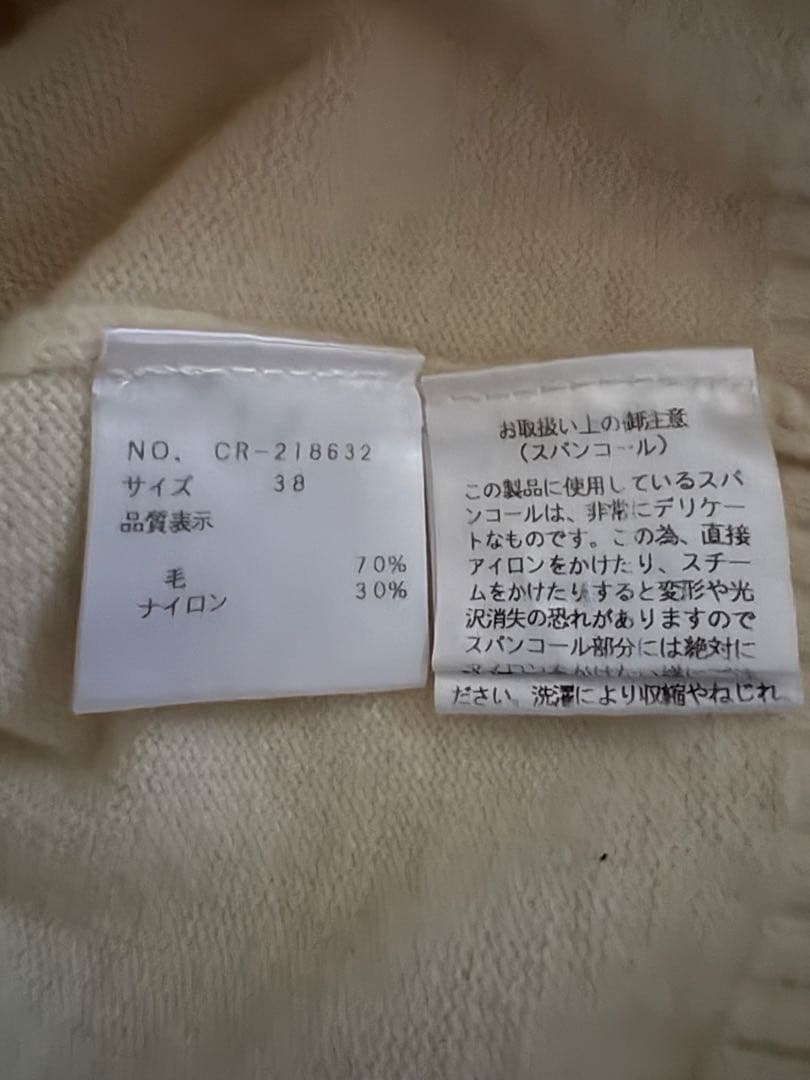 NO. CR-218632
サイズ 38
品質表示
毛 70%
ナイロン 30%
お取扱い上の御注意
(スパンコール)
この製品に使用しているスパ
ンコールは、非常にデリケー
トなものです。この為、直接
アイロンをかけたり、スチー
ムをかけたりすると変形や光
沢消失の恐れがありますので
スパンコール部分には絶対に
ださい。洗濯により収縮やねじれ